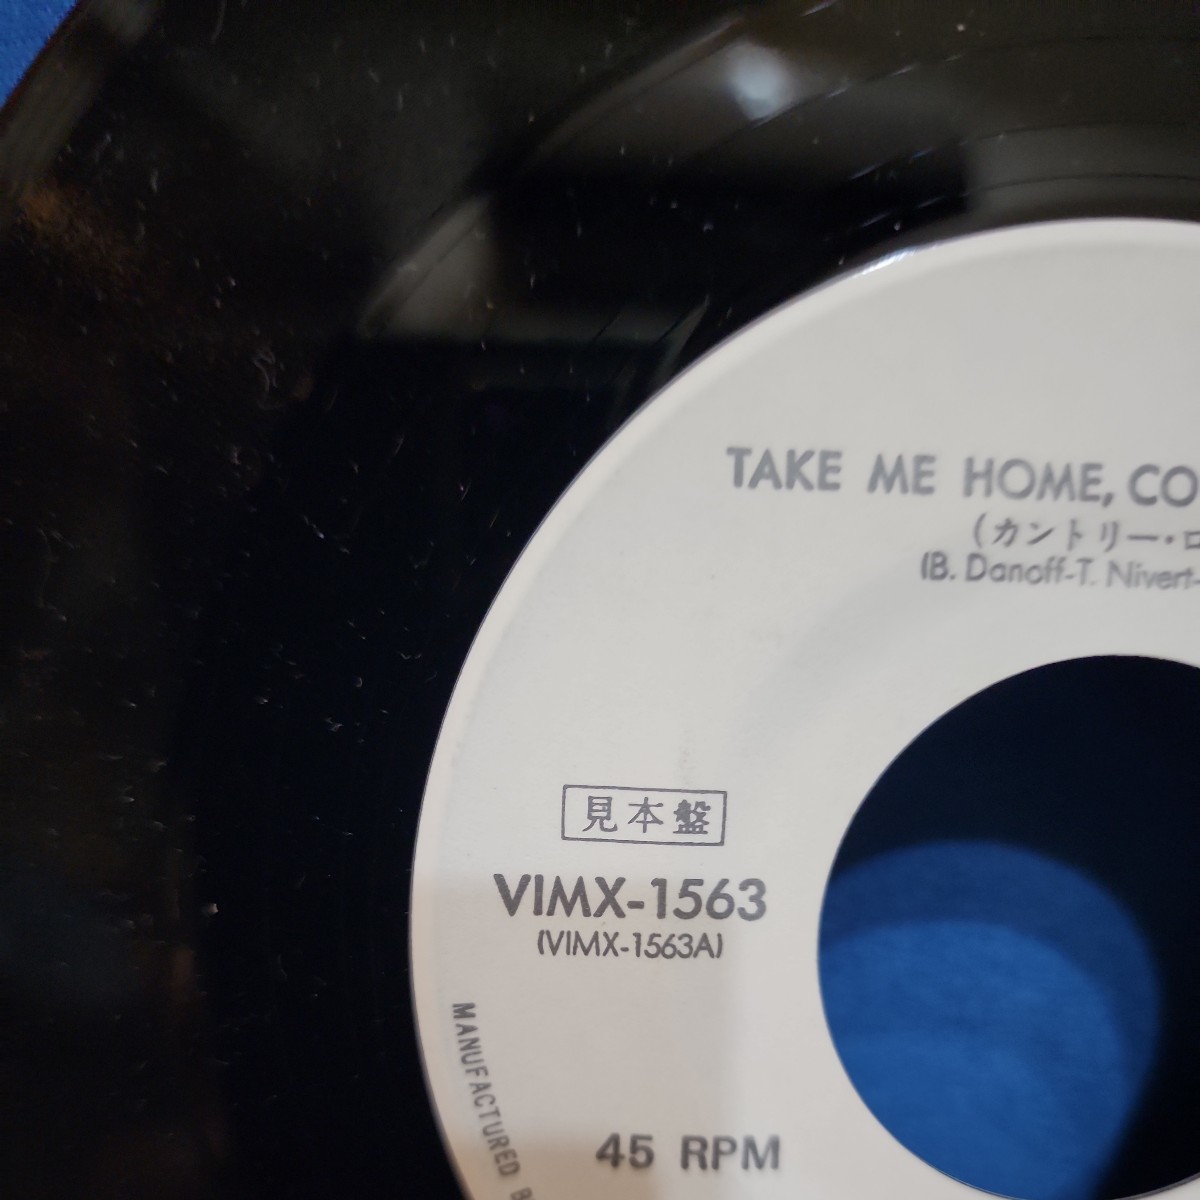 TAKE ME HOME, CO
(カントリー・ロ
(B. Danoff-T. Nivert-
見本盤
VIMX-1563
(VIMX-1563A)
45 RPM
MANUFACTURED B